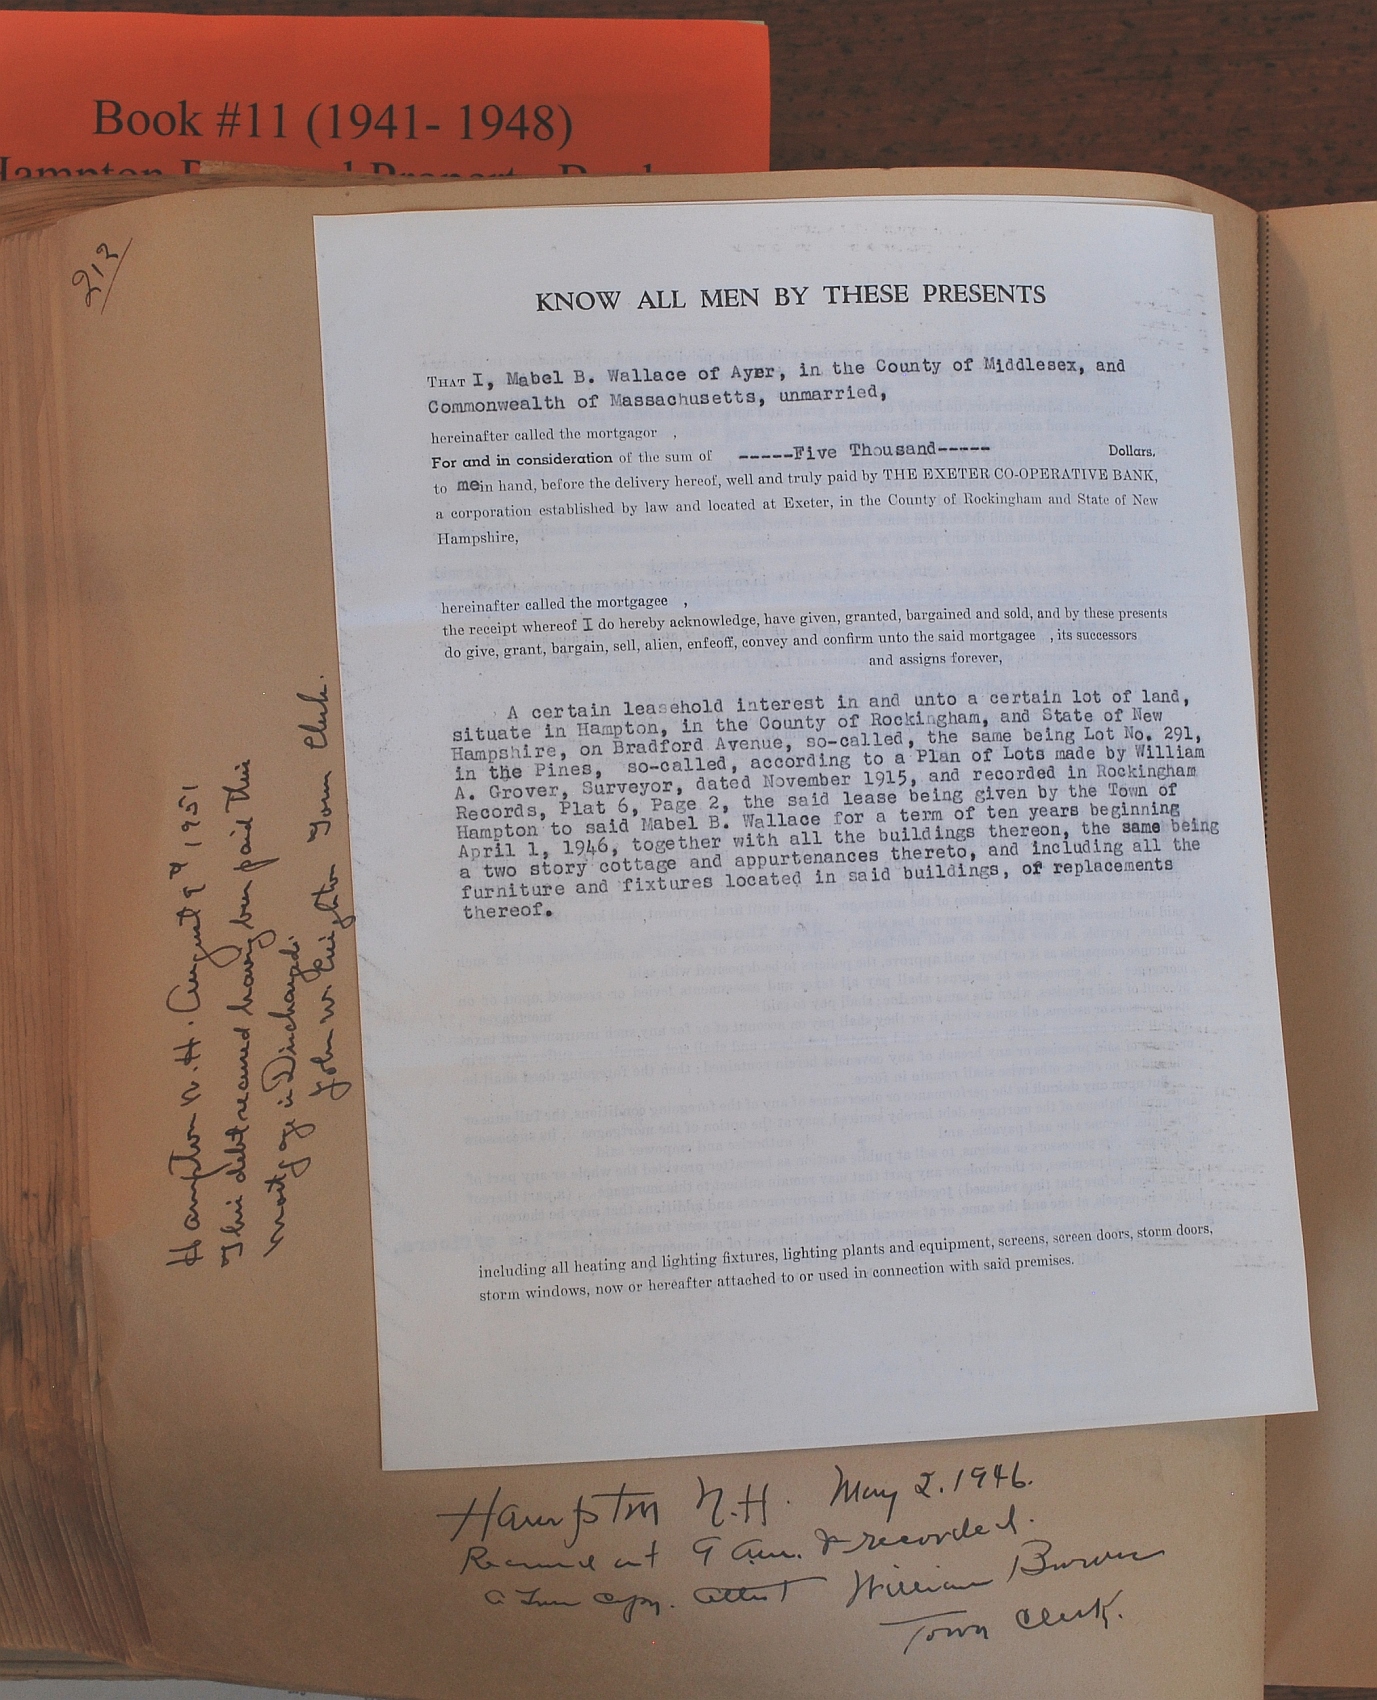 Book #11 (1941- 1948)
213
KNOW ALL MEN BY THESE PRESENTS
THAT I, Mabel B. Wallace of Ayer, in the County of Middlesex, and
Commonwealth of Massachusetts, unmarried,
hereinafter called the mortgagor ,
For and in consideration of the sum of -----Five Thousand----- Dollars,
to me in hand, before the delivery hereof, well and truly paid by THE EXETER CO-OPERATIVE BANK,
a corporation established by law and located at Exeter, in the County of Rockingham and State of New
Hampshire,
hereinafter called the mortgagee ,
the receipt whereof I do hereby acknowledge, have given, granted, bargained and sold, and by these presents
do give, grant, bargain, sell, alien, enfeoff, convey and confirm unto the said mortgagee , its successors
and assigns forever,
A certain leasehold interest in and unto a certain lot of land,
situate in Hampton, in the County of Rockingham, and State of New
Hampshire, on Bradford Avenue, so-called, the same being Lot No. 291,
in the Pines, so-called, according to a Plan of Lots made by William
A. Grover, Surveyor, dated November 1915, and recorded in Rockingham
Records, Plat 6, Page 2, the said lease being given by the Town of
Hampton to said Mabel B. Wallace for a term of ten years beginning
April 1, 1946, together with all the buildings thereon, the same being
a two story cottage and appurtenances thereto, and including all the
furniture and fixtures located in said buildings, or replacements
thereof.
including all heating and lighting fixtures, lighting plants and equipment, screens, screen doors, storm doors,
storm windows, now or hereafter attached to or used in connection with said premises.
Hampton N.H. August 9th 1951
This debt secured having been paid this
mortgage is Discharged.
John W. Creighton Town Clerk.
Hampton N.H. May 2. 1946.
Received at 9 a.m. & recorded.
a True copy. attest William Brown
Town Clerk.